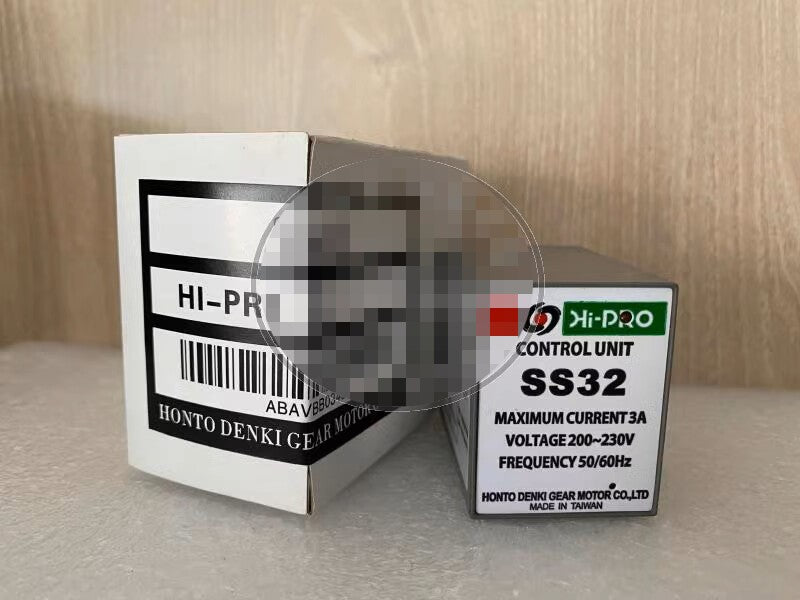 HI-PR
HONTO DENKI GEAR MOTOR
Hi-PRO
CONTROL UNIT
SS32
MAXIMUM CURRENT 3A
VOLTAGE 200~230V
FREQUENCY 50/60Hz
HONTO DENKI GEAR MOTOR CO.,LTD
MADE IN TAIWAN